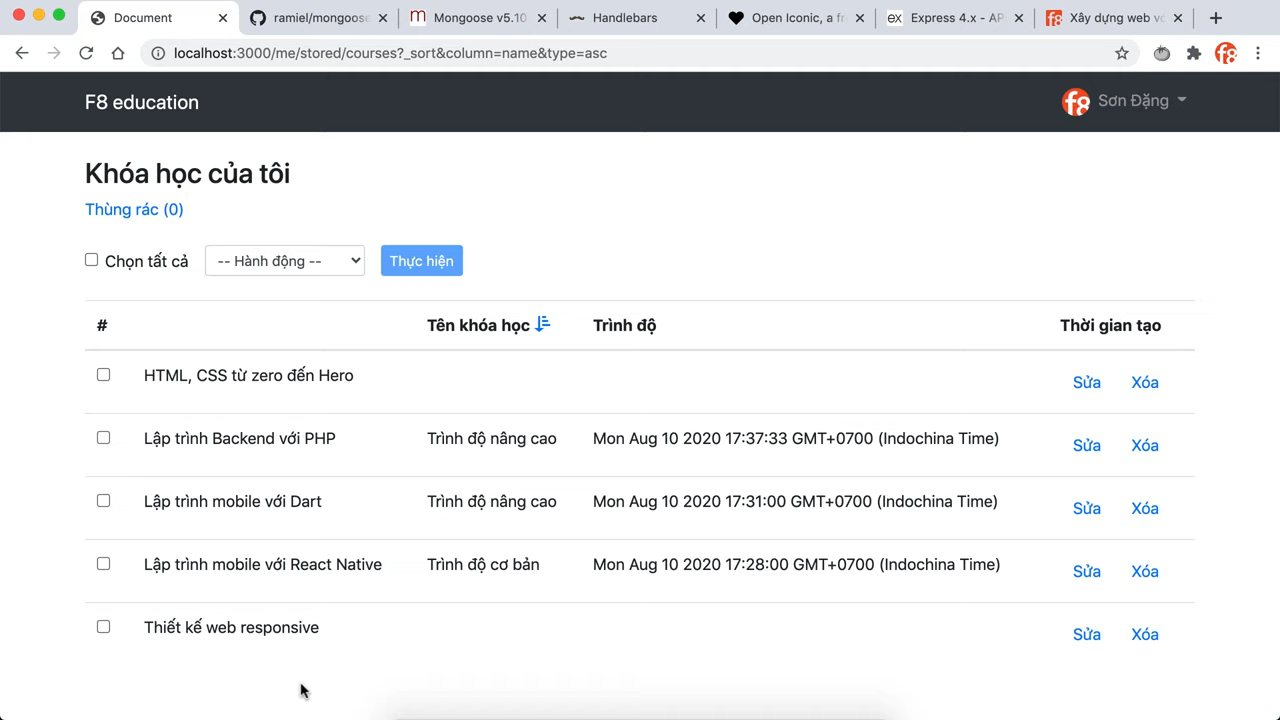 Document
ramiel/mongoose
Mongoose v5.10
Handlebars
Open Iconic, a fr
Express 4.x - AP
Xây dựng web vớ
localhost:3000/me/stored/courses?_sort&column=name&type=asc
F8 education
f8 Sơn Đặng
Khóa học của tôi
Thùng rác (0)
Chọn tất cả -- Hành động -- Thực hiện
# Tên khóa học Trình độ Thời gian tạo
HTML, CSS từ zero đến Hero Sửa Xóa
Lập trình Backend với PHP Trình độ nâng cao Mon Aug 10 2020 17:37:33 GMT+0700 (Indochina Time) Sửa Xóa
Lập trình mobile với Dart Trình độ nâng cao Mon Aug 10 2020 17:31:00 GMT+0700 (Indochina Time) Sửa Xóa
Lập trình mobile với React Native Trình độ cơ bản Mon Aug 10 2020 17:28:00 GMT+0700 (Indochina Time) Sửa Xóa
Thiết kế web responsive Sửa Xóa